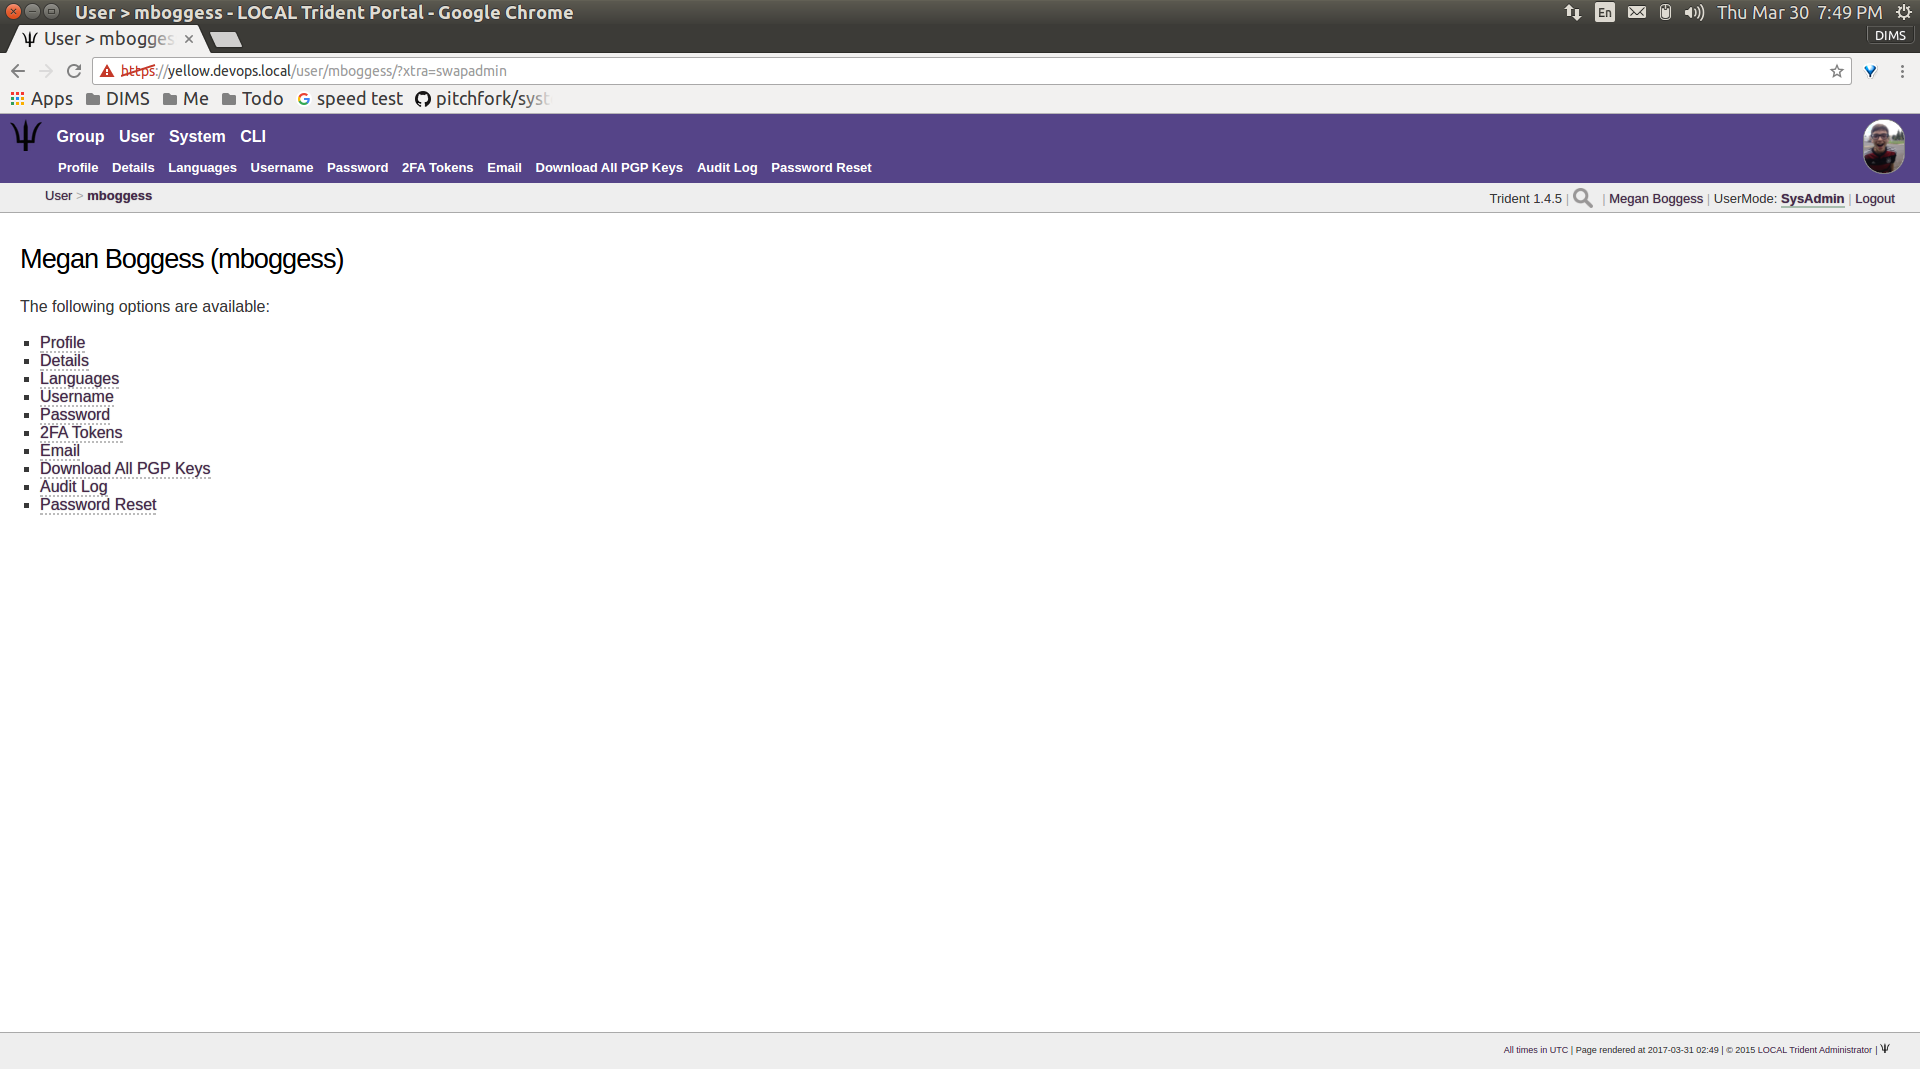 User > mboggess - LOCAL Trident Portal - Google Chrome
En
Thu Mar 30 7:49 PM
User > mbogges
DIMS
https://yellow.devops.local/user/mboggess/?xtra=swapadmin
Apps DIMS Me Todo speed test pitchfork/syst
Group User System CLI
Profile Details Languages Username Password 2FA Tokens Email Download All PGP Keys Audit Log Password Reset
User > mboggess
Trident 1.4.5 | | Megan Boggess | UserMode: SysAdmin | Logout
Megan Boggess (mboggess)
The following options are available:
Profile
Details
Languages
Username
Password
2FA Tokens
Email
Download All PGP Keys
Audit Log
Password Reset
All times in UTC | Page rendered at 2017-03-31 02:49 | © 2015 LOCAL Trident Administrator |